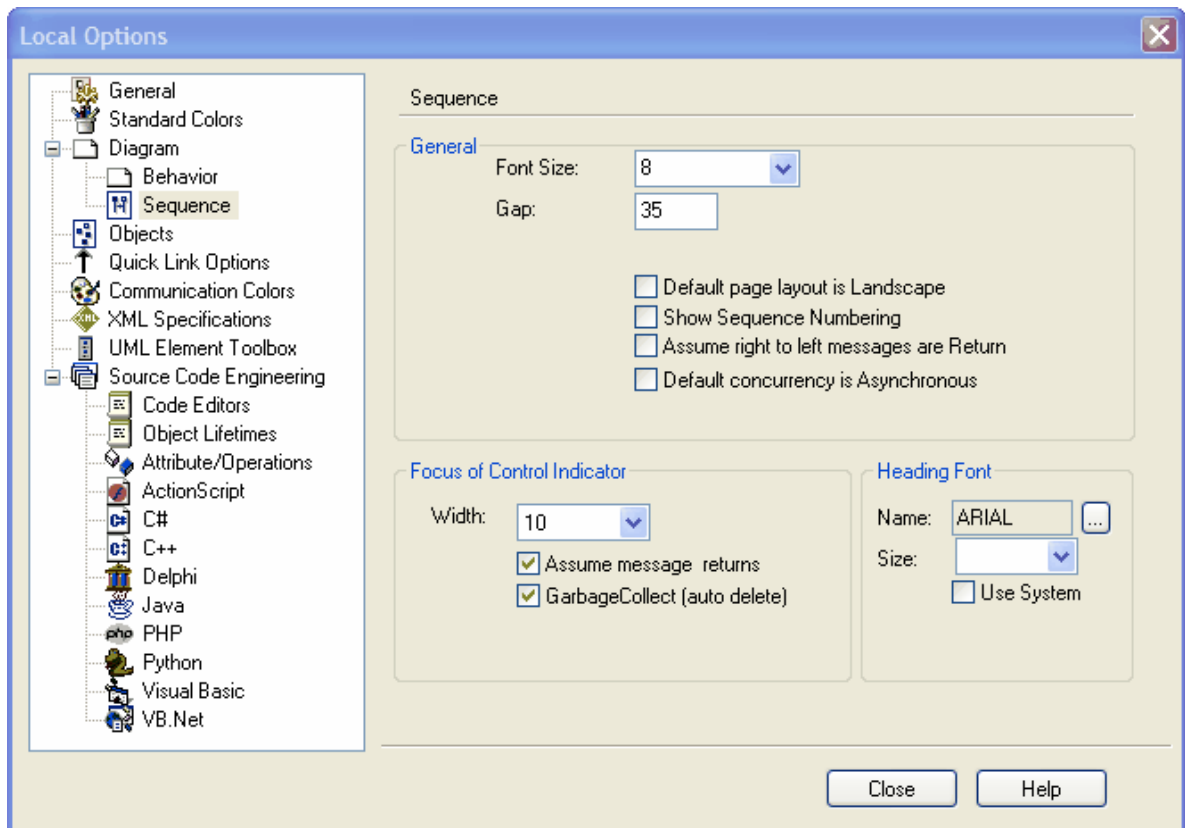 Local Options
General
Standard Colors
Diagram
Behavior
Sequence
Objects
Quick Link Options
Communication Colors
XML Specifications
UML Element Toolbox
Source Code Engineering
Code Editors
Object Lifetimes
Attribute/Operations
ActionScript
C#
C++
Delphi
Java
PHP
Python
Visual Basic
VB.Net
Sequence
General
Font Size: 8
Gap: 35
Default page layout is Landscape
Show Sequence Numbering
Assume right to left messages are Return
Default concurrency is Asynchronous
Focus of Control Indicator
Width: 10
Assume message returns
GarbageCollect (auto delete)
Heading Font
Name: ARIAL ...
Size:
Use System
Close
Help